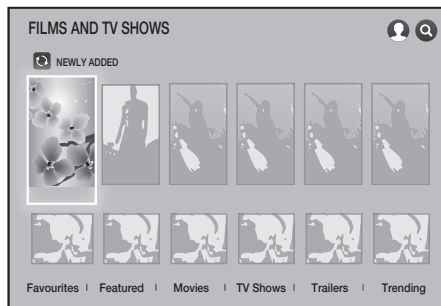 FILMS AND TV SHOWS
NEWLY ADDED
Favourites | Featured | Movies | TV Shows | Trailers | Trending